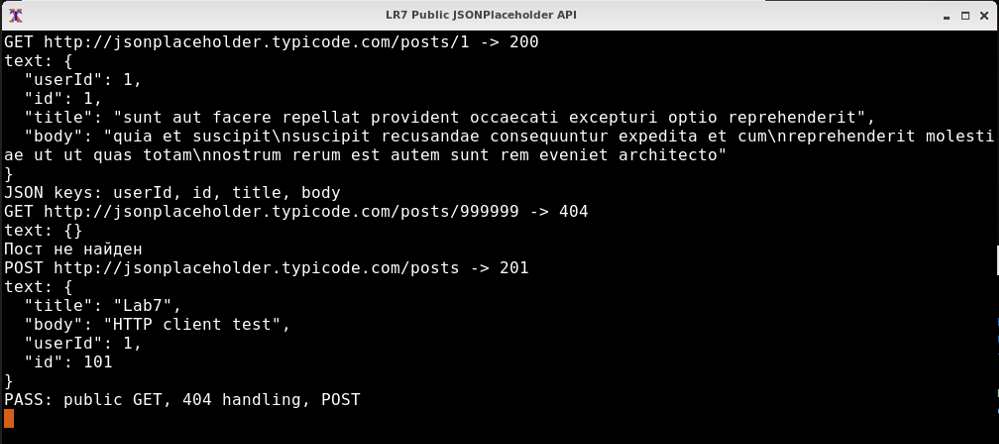 LR7 Public JSONPlaceholder API
GET http://jsonplaceholder.typicode.com/posts/1 -> 200
text: {
  "userId": 1,
  "id": 1,
  "title": "sunt aut facere repellat provident occaecati excepturi optio reprehenderit",
  "body": "quia et suscipit\nsuscipit recusandae consequuntur expedita et cum\nreprehenderit molesti
ae ut ut quas totam\nnostrum rerum est autem sunt rem eveniet architecto"
}
JSON keys: userId, id, title, body
GET http://jsonplaceholder.typicode.com/posts/999999 -> 404
text: {}
Пост не найден
POST http://jsonplaceholder.typicode.com/posts -> 201
text: {
  "title": "Lab7",
  "body": "HTTP client test",
  "userId": 1,
  "id": 101
}
PASS: public GET, 404 handling, POST